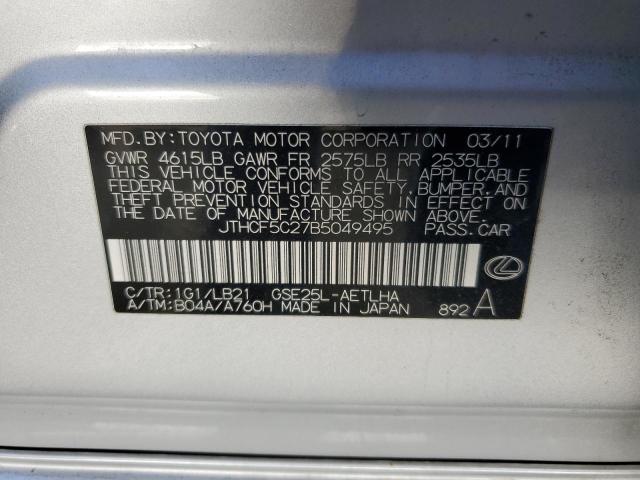 MFD.BY:TOYOTA MOTOR CORPORATION 03/11
GVWR 4615LB GAWR FR 2575LB RR 2535LB
THIS VEHICLE CONFORMS TO ALL APPLICABLE
FEDERAL MOTOR VEHICLE SAFETY,BUMPER,AND
THEFT PREVENTION STANDARDS IN EFFECT ON
THE DATE OF MANUFACTURE SHOWN ABOVE.
JTHCF5C27B5049495 PASS.CAR
C/TR:1G1/LB21 GSE25L-AETLHA
A/TM:B04A/A760H MADE IN JAPAN 892 A